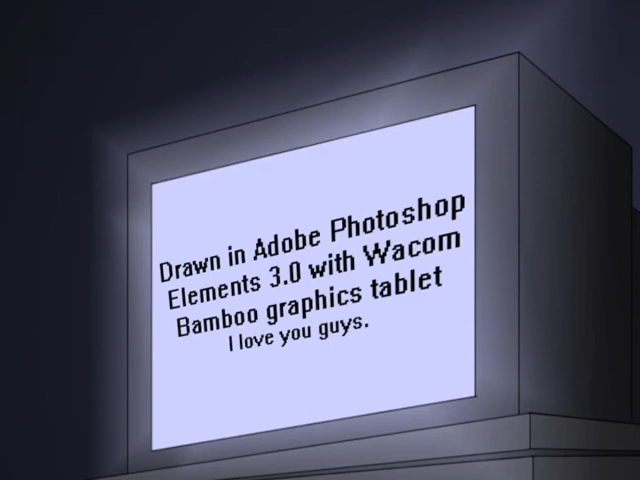 Drawn in Adobe Photoshop
Elements 3.0 with Wacom
Bamboo graphics tablet
I love you guys.